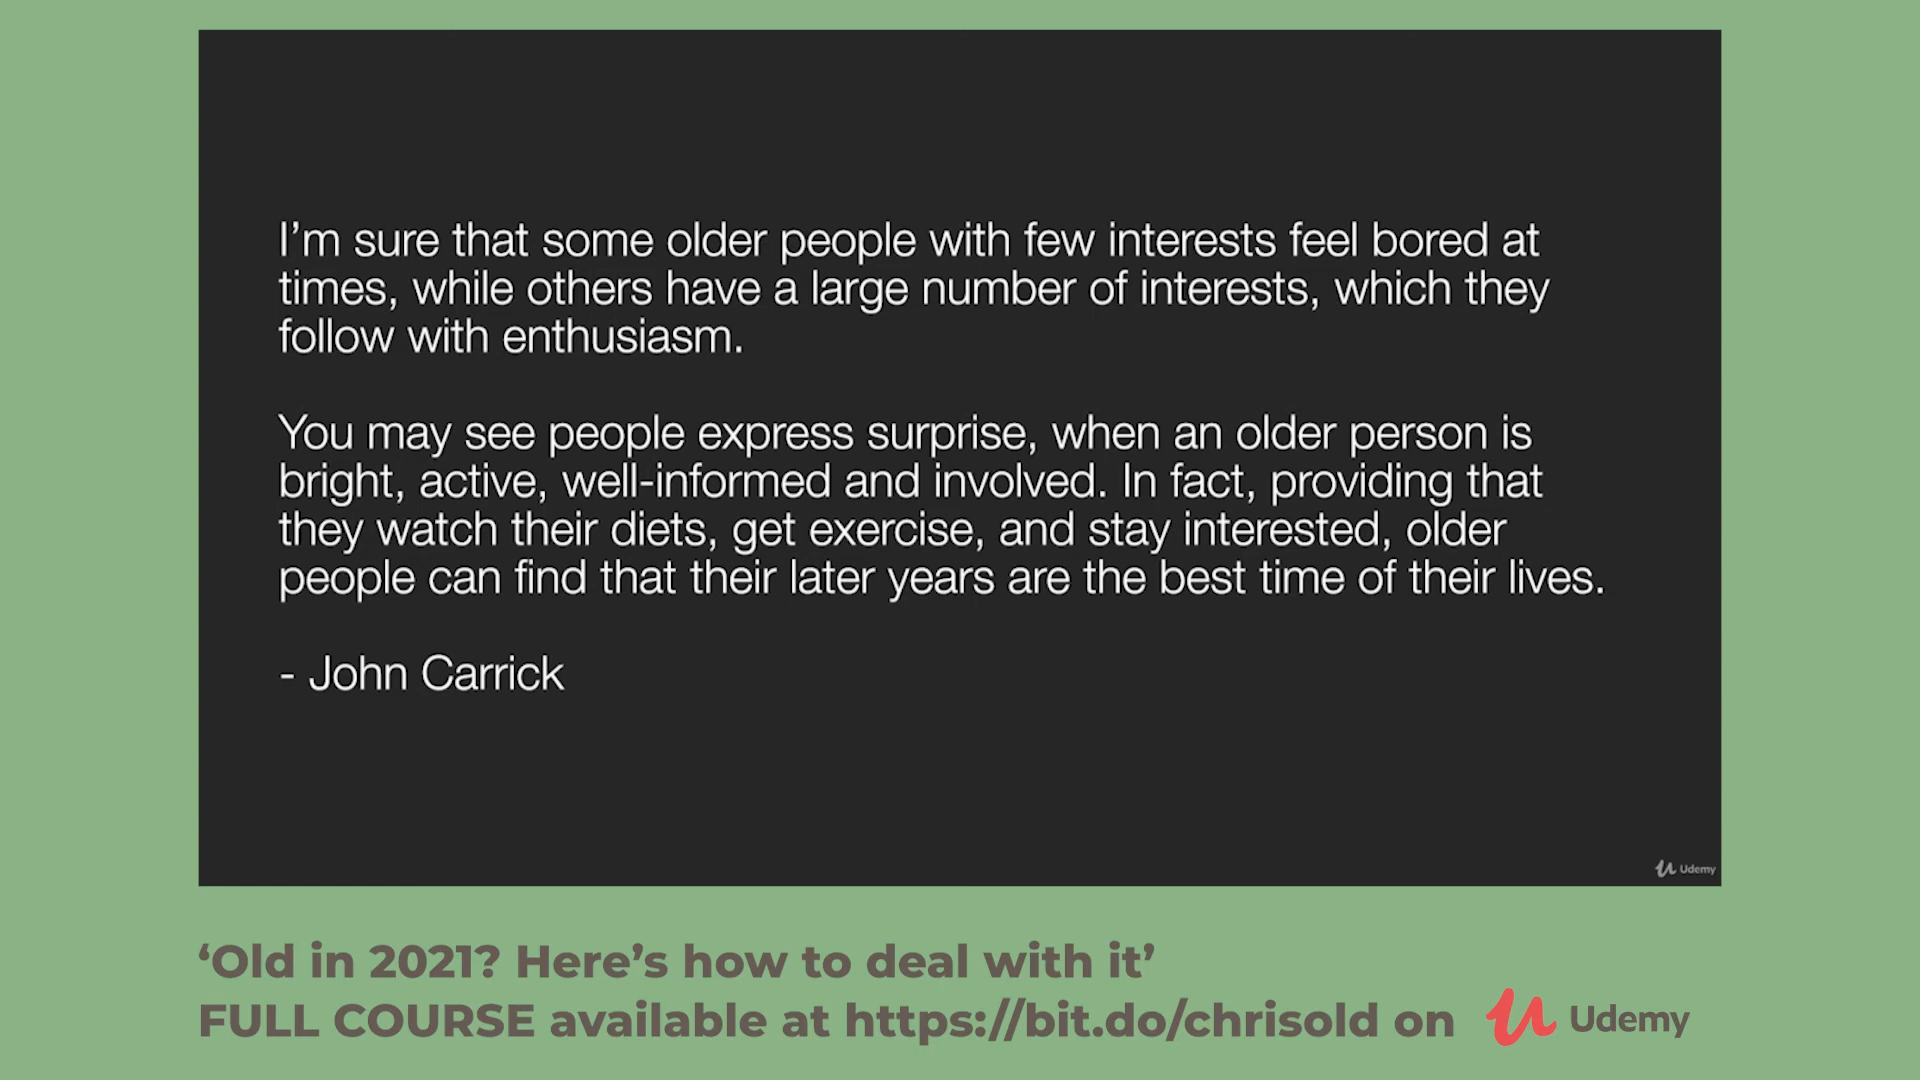 I’m sure that some older people with few interests feel bored at
times, while others have a large number of interests, which they
follow with enthusiasm.
You may see people express surprise, when an older person is
bright, active, well-informed and involved. In fact, providing that
they watch their diets, get exercise, and stay interested, older
people can find that their later years are the best time of their lives.
- John Carrick
Udemy
‘Old in 2021? Here’s how to deal with it’
FULL COURSE available at https://bit.do/chrisold on Udemy